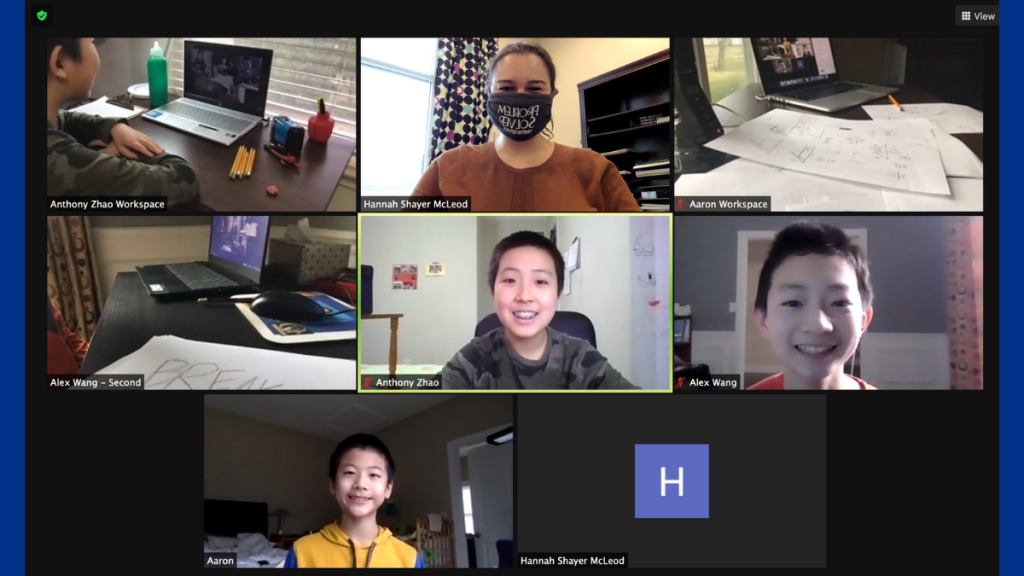 View
Anthony Zhao Workspace
PROBLEM
SOLVER
Hannah Shayer McLeod
Aaron Workspace
BREAK
Alex Wang - Second
Anthony Zhao
Alex Wang
Aaron
H
Hannah Shayer McLeod